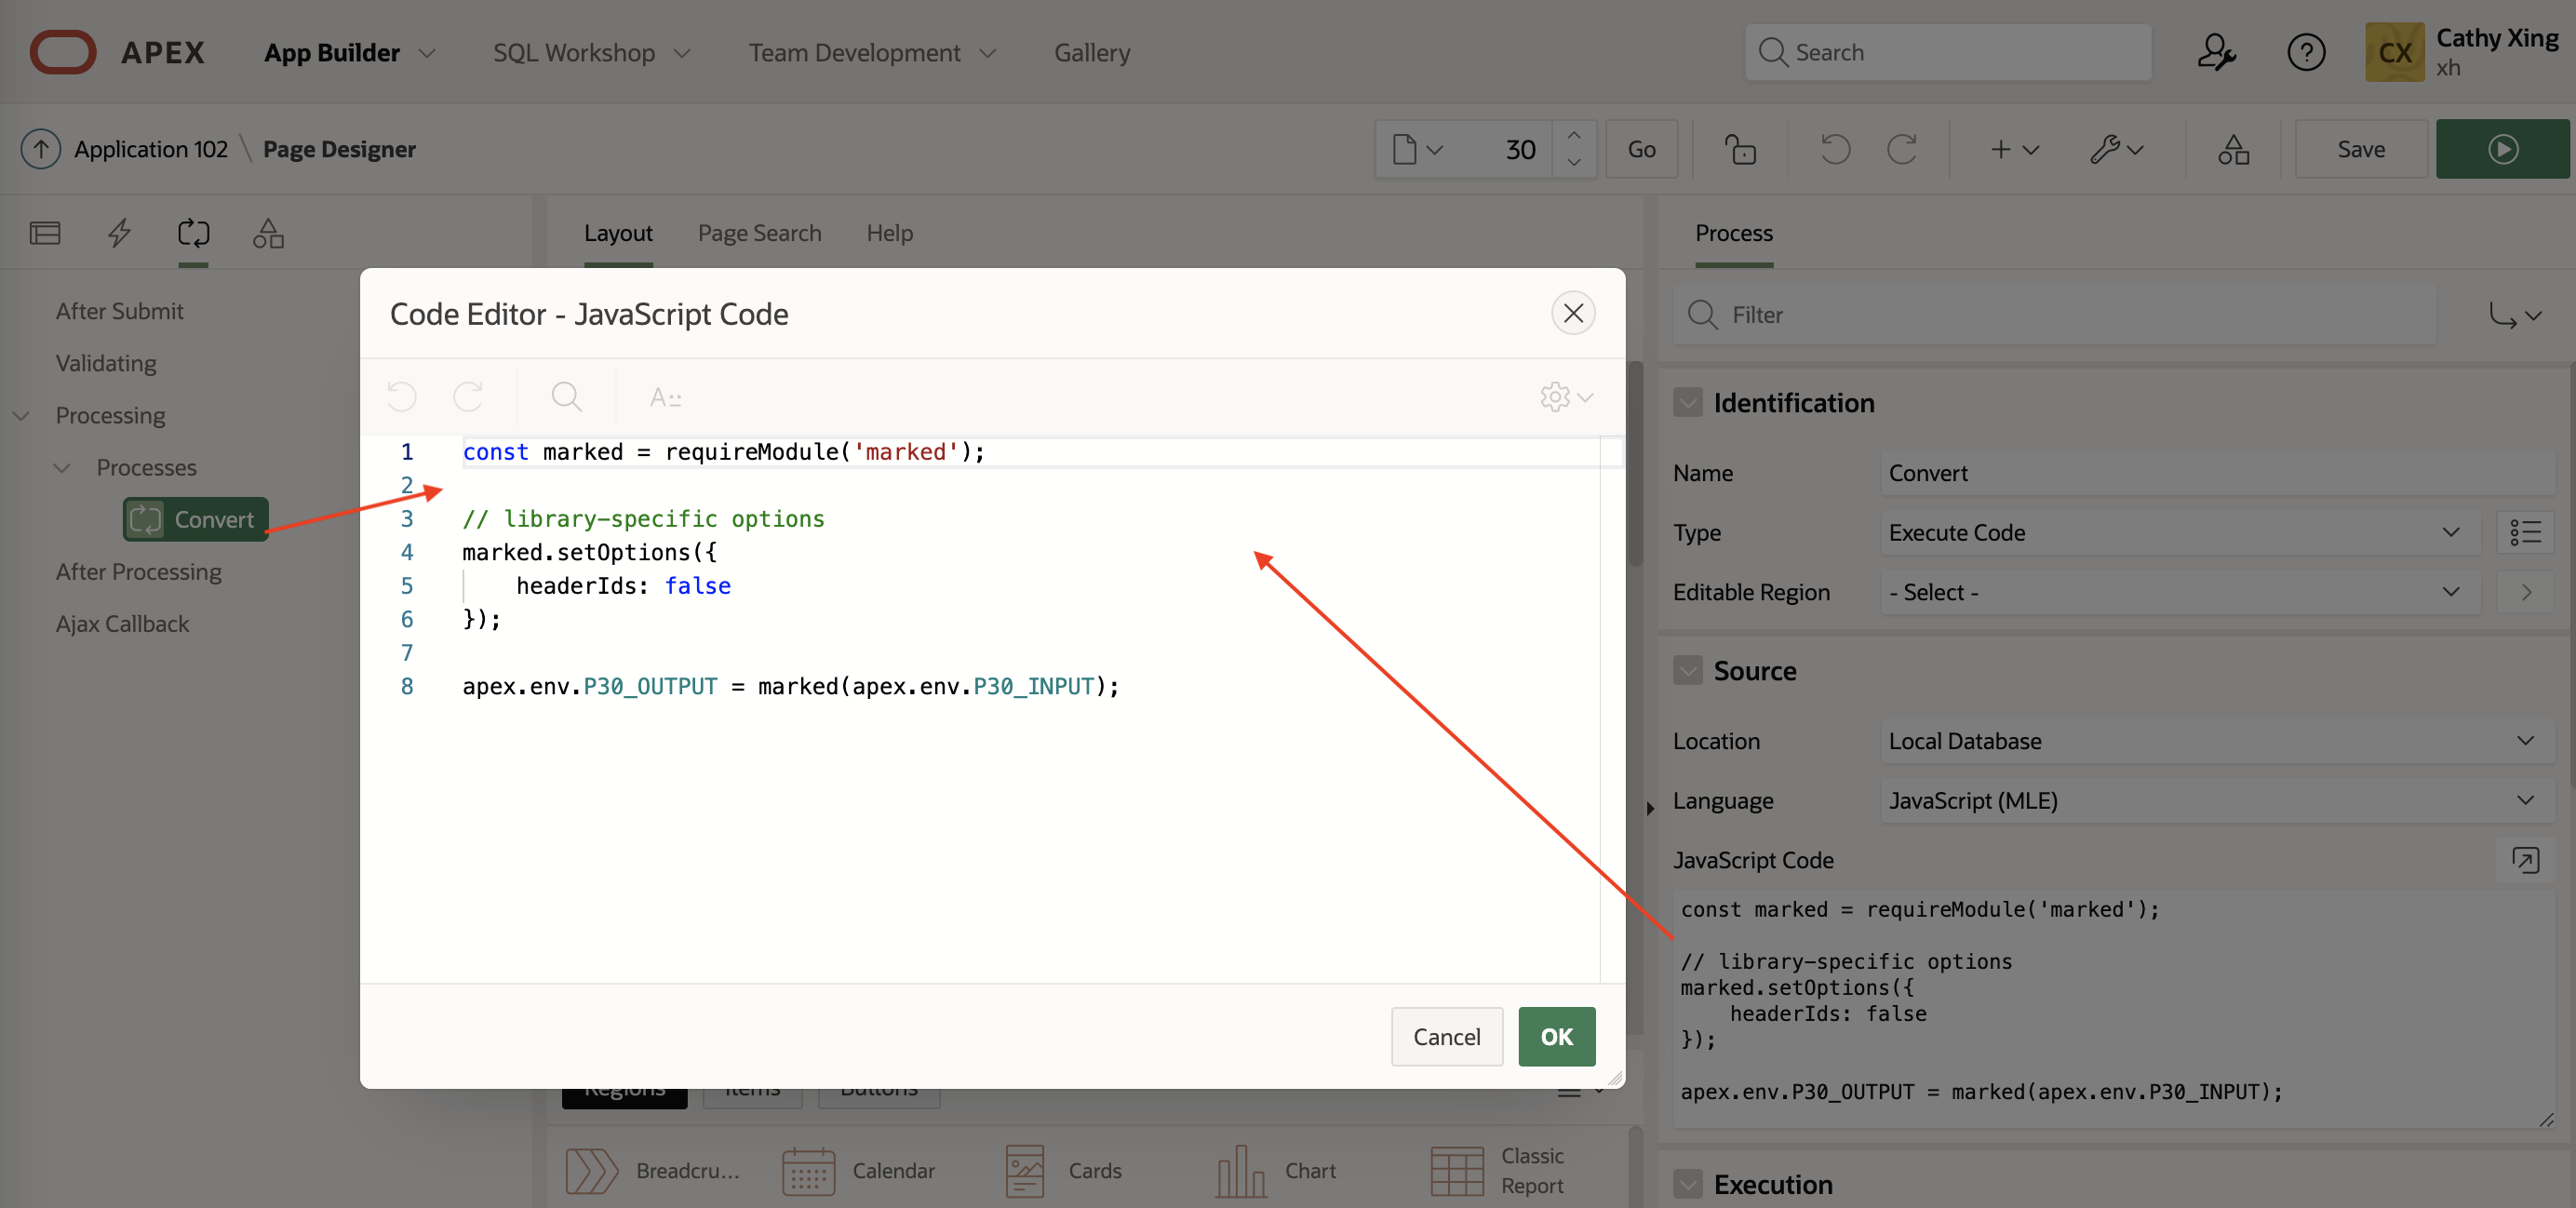 APEX App Builder SQL Workshop Team Development Gallery Search CX Cathy Xing
xh
Application 102 \ Page Designer 30 Go Save
Layout Page Search Help Process
After Submit
Validating
Processing
Processes
Convert
After Processing
Ajax Callback
Code Editor - JavaScript Code
A
1 const marked = requireModule('marked');
2
3 // library-specific options
4 marked.setOptions({
5 headerIds: false
6 });
7
8 apex.env.P30_OUTPUT = marked(apex.env.P30_INPUT);
Cancel OK
Regions Items Buttons
Breadcru... Calendar Cards Chart Classic
Report
Filter
Identification
Name Convert
Type Execute Code
Editable Region - Select -
Source
Location Local Database
Language JavaScript (MLE)
JavaScript Code
const marked = requireModule('marked');
// library-specific options
marked.setOptions({
headerIds: false
});
apex.env.P30_OUTPUT = marked(apex.env.P30_INPUT);
Execution